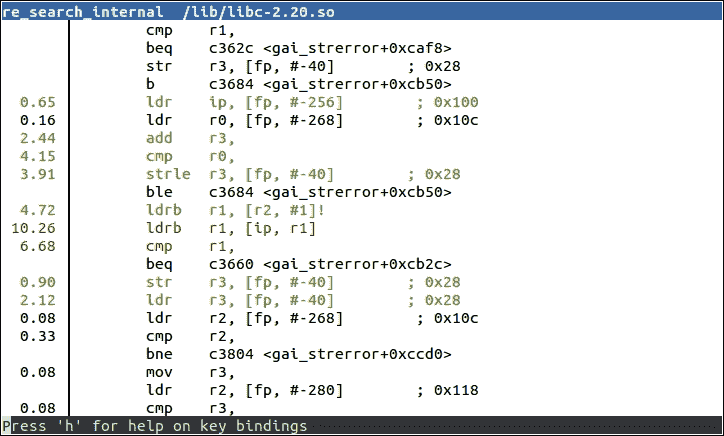 re_search_internal  /lib/libc-2.20.so
cmp    r1,
beq    c362c <gai_strerror+0xcaf8>
str    r3, [fp, #-40]         ; 0x28
b      c3684 <gai_strerror+0xcb50>
0.65    ldr    ip, [fp, #-256]         ; 0x100
0.16    ldr    r0, [fp, #-268]         ; 0x10c
2.44    add    r3,
4.15    cmp    r0,
3.91    strle  r3, [fp, #-40]         ; 0x28
ble    c3684 <gai_strerror+0xcb50>
4.72    ldrb   r1, [r2, #1]!
10.26    ldrb   r1, [ip, r1]
6.68    cmp    r1,
beq    c3660 <gai_strerror+0xcb2c>
0.90    str    r3, [fp, #-40]         ; 0x28
2.12    ldr    r3, [fp, #-40]         ; 0x28
0.08    ldr    r2, [fp, #-268]         ; 0x10c
0.33    cmp    r2,
bne    c3804 <gai_strerror+0xccd0>
0.08    mov    r3,
ldr    r2, [fp, #-280]         ; 0x118
0.08    cmp    r3,
Press 'h' for help on key bindings